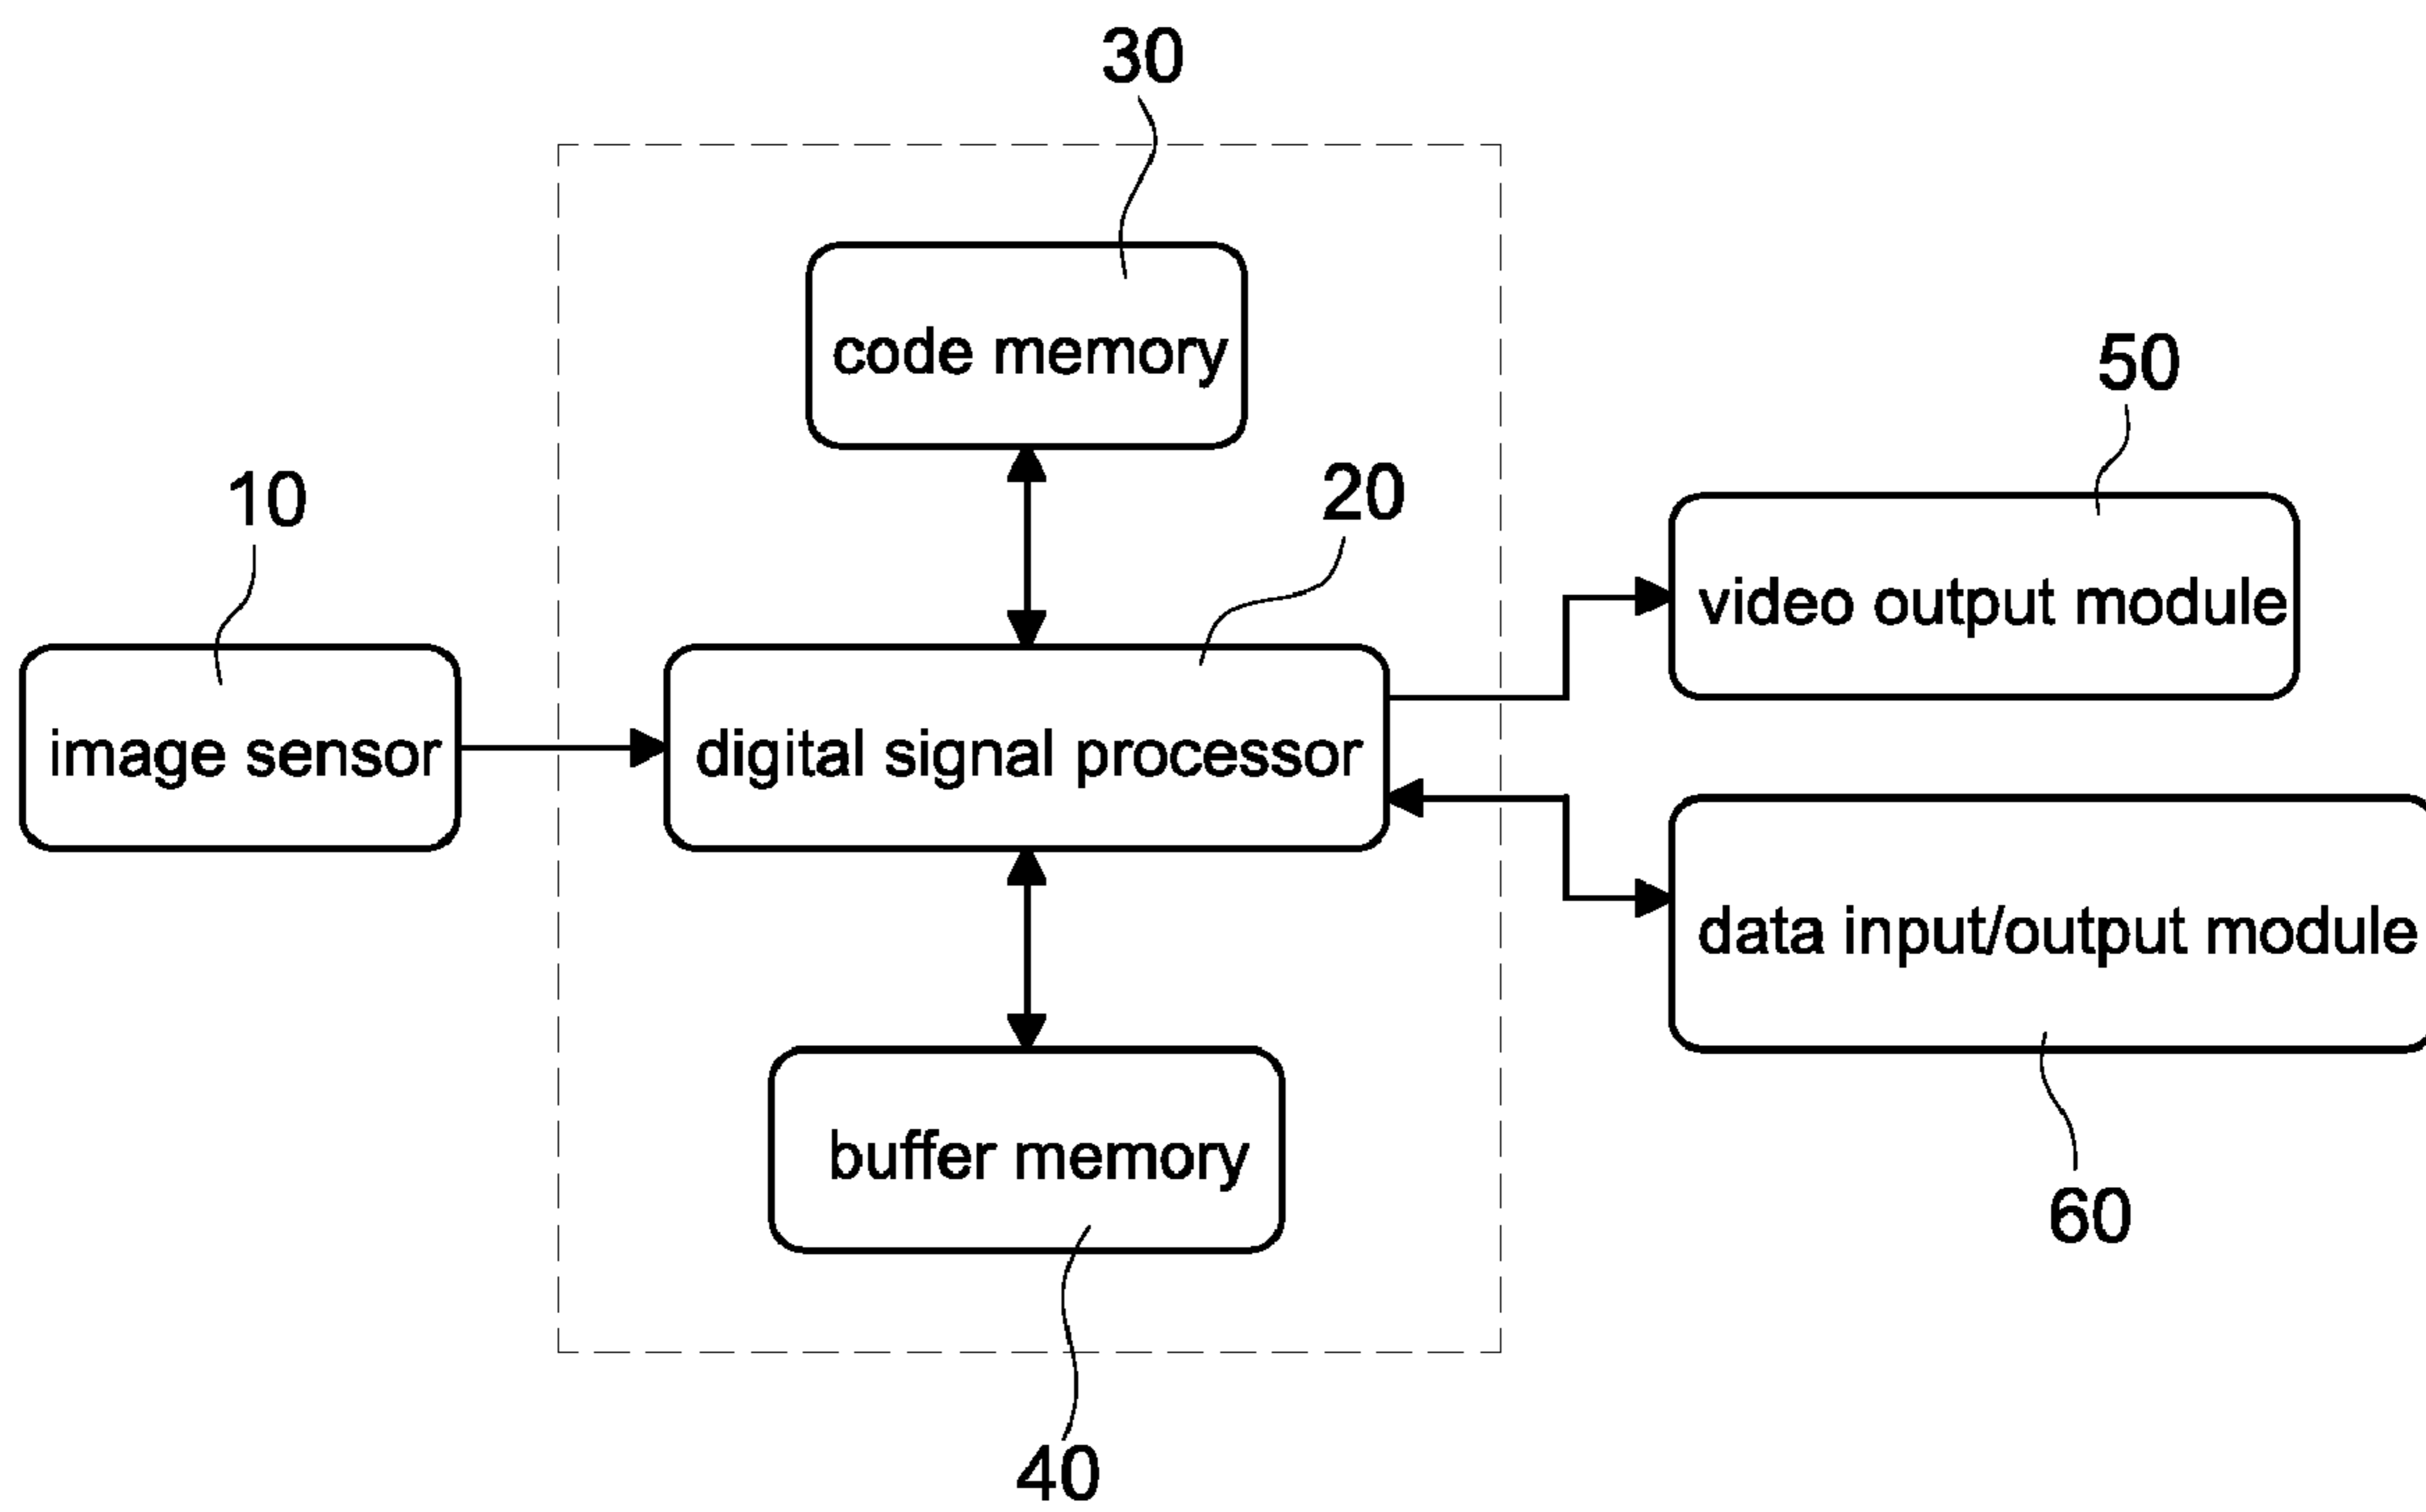 30
code memory
50
20
10
video output module
image sensor
digital signal processor
data input/output module
buffer memory
60
40